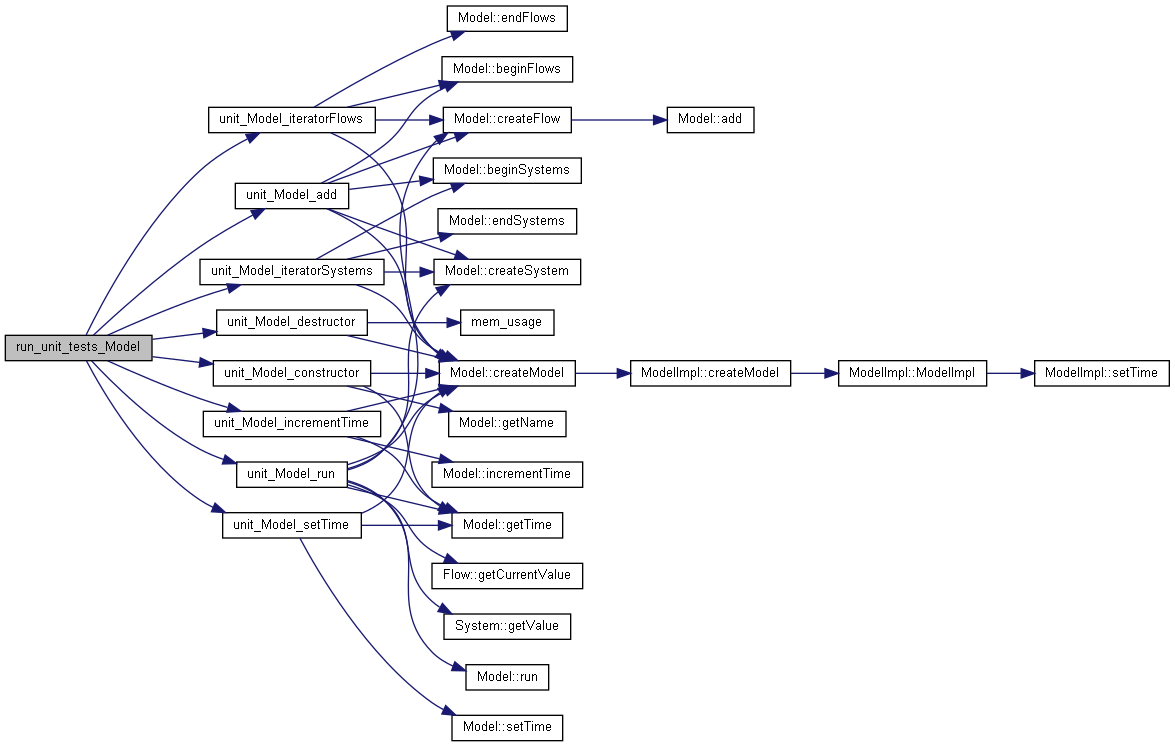 run_unit_tests_Model
unit_Model_iteratorFlows
unit_Model_add
unit_Model_iteratorSystems
unit_Model_destructor
unit_Model_constructor
unit_Model_incrementTime
unit_Model_run
unit_Model_setTime
Model::endFlows
Model::beginFlows
Model::createFlow
Model::beginSystems
Model::endSystems
Model::createSystem
mem_usage
Model::createModel
Model::getName
Model::incrementTime
Model::getTime
Flow::getCurrentValue
System::getValue
Model::run
Model::setTime
Model::add
ModelImpl::createModel
ModelImpl::ModelImpl
ModelImpl::setTime